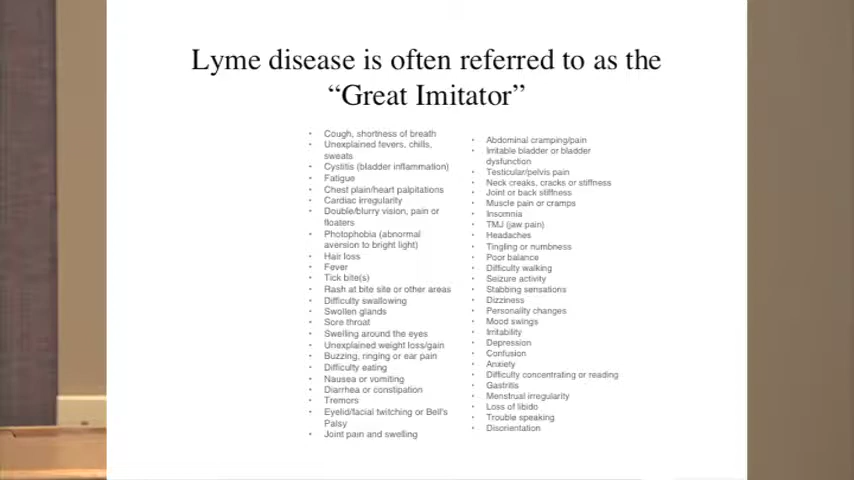 Lyme disease is often referred to as the
“Great Imitator”
• Cough, shortness of breath
• Unexplained fevers, chills,
sweats
• Cystitis (bladder inflammation)
• Fatigue
• Chest plain/heart palpitations
• Cardiac irregularity
• Double/blurry vision, pain or
floaters
• Photophobia (abnormal
aversion to bright light)
• Hair loss
• Fever
• Tick bite(s)
• Rash at bite site or other areas
• Difficulty swallowing
• Swollen glands
• Sore throat
• Swelling around the eyes
• Unexplained weight loss/gain
• Buzzing, ringing or ear pain
• Difficulty eating
• Nausea or vomiting
• Diarrhea or constipation
• Tremors
• Eyelid/facial twitching or Bell's
Palsy
• Joint pain and swelling
• Abdominal cramping/pain
• Irritable bladder or bladder
dysfunction
• Testicular/pelvis pain
• Neck creaks, cracks or stiffness
• Joint or back stiffness
• Muscle pain or cramps
• Insomnia
• TMJ (jaw pain)
• Headaches
• Tingling or numbness
• Poor balance
• Difficulty walking
• Seizure activity
• Stabbing sensations
• Dizziness
• Personality changes
• Mood swings
• Irritability
• Depression
• Confusion
• Anxiety
• Difficulty concentrating or reading
• Gastritis
• Menstrual irregularity
• Loss of libido
• Trouble speaking
• Disorientation